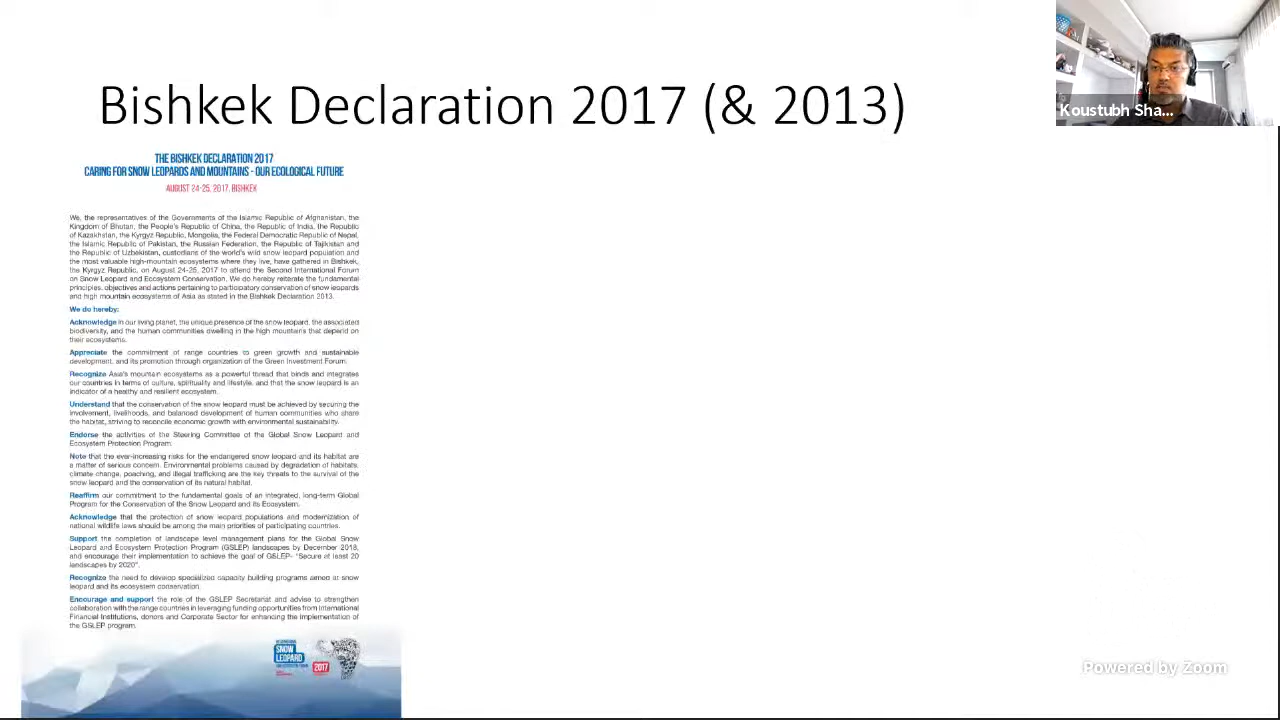 Bishkek Declaration 2017 (& 2013)
Koustubh Sha...
THE BISHKEK DECLARATION 2017
CARING FOR SNOW LEOPARDS AND MOUNTAINS - OUR ECOLOGICAL FUTURE
AUGUST 24-25, 2017, BISHKEK
We, the representatives of the Governments of the Islamic Republic of Afghanistan, the
Kingdom of Bhutan, the People's Republic of China, the Republic of India, the Republic
of Kazakhstan, the Kyrgyz Republic, Mongolia, the Federal Democratic Republic of Nepal,
the Islamic Republic of Pakistan, the Russian Federation, the Republic of Tajikistan and
the Republic of Uzbekistan, custodians of the world's wild snow leopard population and
the most valuable high-mountain ecosystems where they live, have gathered in Bishkek,
the Kyrgyz Republic, on August 24-25, 2017 to attend the Second International Forum
on Snow Leopard and Ecosystem Conservation. We do hereby reiterate the fundamental
principles, objectives and actions pertaining to participatory conservation of snow leopards
and high mountain ecosystems of Asia as stated in the Bishkek Declaration 2013.
We do hereby:
Acknowledge in our living planet, the unique presence of the snow leopard, the associated
biodiversity, and the human communities dwelling in the high mountains that depend on
their ecosystems.
Appreciate the commitment of range countries to green growth and sustainable
development, and its promotion through organization of the Green Investment Forum.
Recognize Asia's mountain ecosystems as a powerful thread that binds and integrates
our countries in terms of culture, spirituality and lifestyle, and that the snow leopard is an
indicator of a healthy and resilient ecosystem.
Understand that the conservation of the snow leopard must be achieved by securing the
involvement, livelihoods, and balanced development of human communities who share
the habitat, striving to reconcile economic growth with environmental sustainability.
Endorse the activities of the Steering Committee of the Global Snow Leopard and
Ecosystem Protection Program.
Note that the ever-increasing risks for the endangered snow leopard and its habitat are
a matter of serious concern. Environmental problems caused by degradation of habitats,
climate change, poaching, and illegal trafficking are the key threats to the survival of the
snow leopard and the conservation of its natural habitat.
Reaffirm our commitment to the fundamental goals of an integrated, long-term Global
Program for the Conservation of the Snow Leopard and its Ecosystem.
Acknowledge that the protection of snow leopard populations and modernization of
national wildlife laws should be among the main priorities of participating countries.
Support the completion of landscape level management plans for the Global Snow
Leopard and Ecosystem Protection Program (GSLEP) landscapes by December 2018,
and encourage their implementation to achieve the goal of GSLEP- "Secure at least 20
landscapes by 2020".
Recognize the need to develop specialized capacity building programs aimed at snow
leopard and its ecosystem conservation.
Encourage and support the role of the GSLEP Secretariat and advise to strengthen
collaboration with the range countries in leveraging funding opportunities from International
Financial Institutions, donors and Corporate Sector for enhancing the implementation of
the GSLEP program.
SNOW
LEOPARD
2017
Powered by Zoom